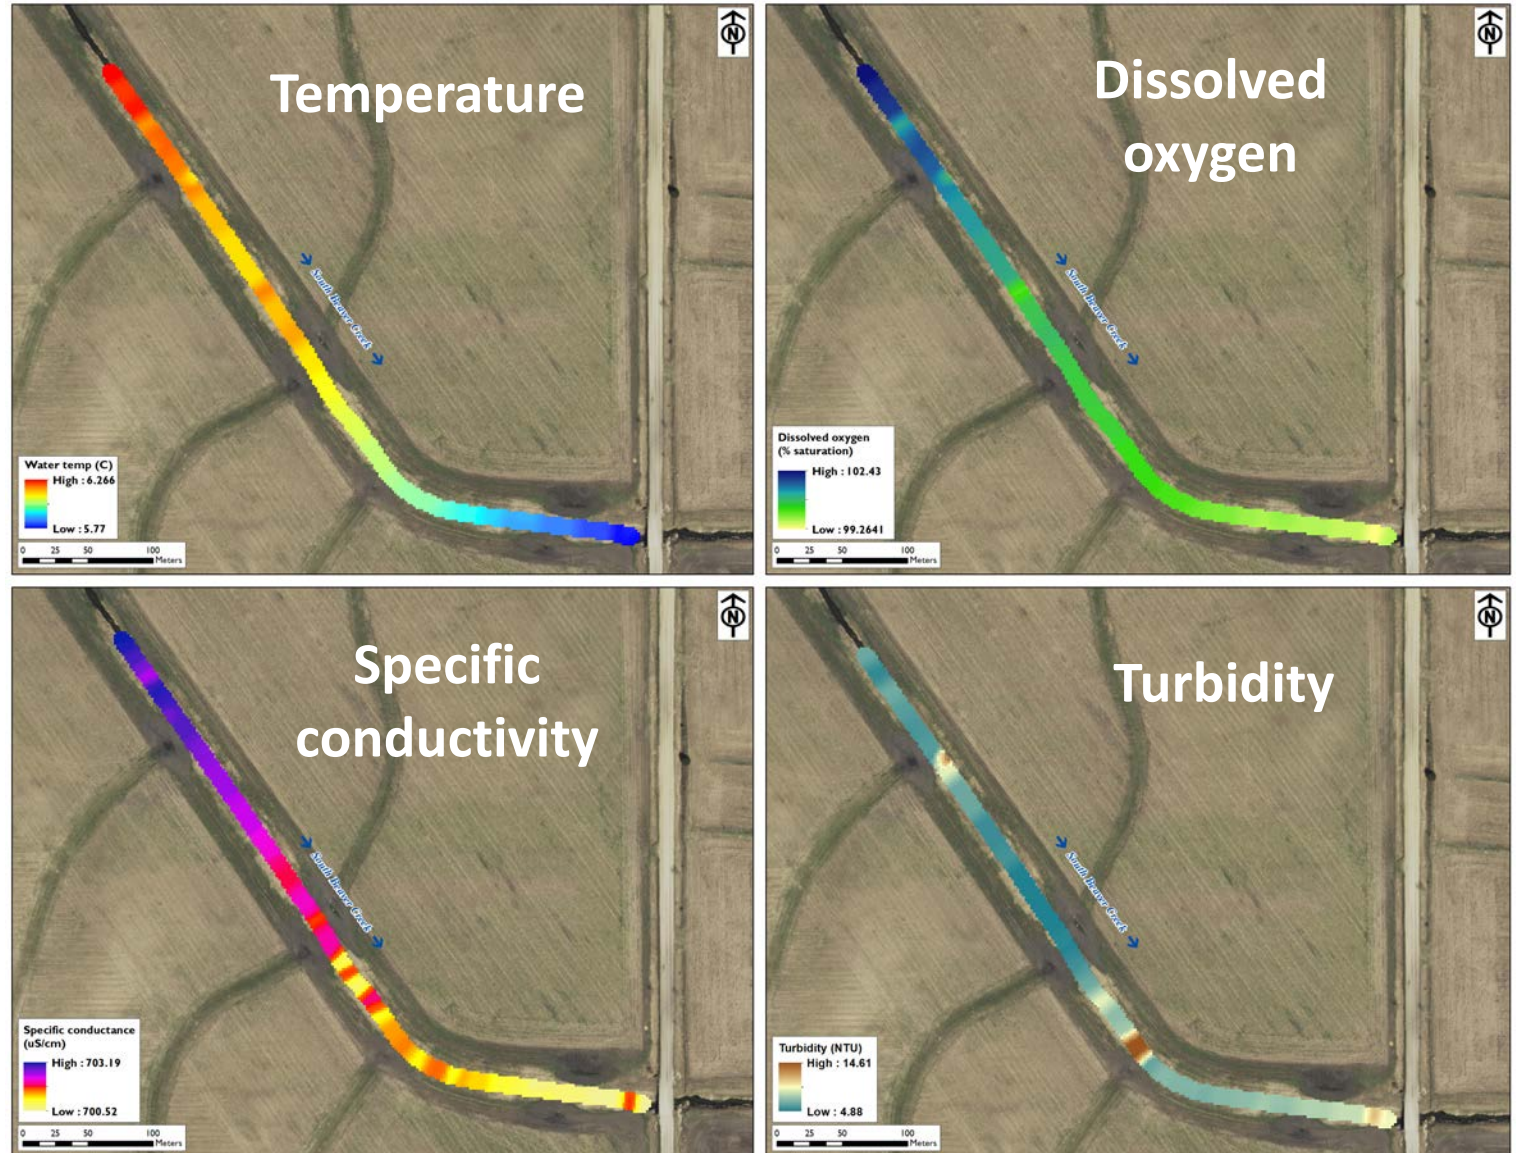 N
Temperature
South Beaver Creek
Water temp (C)
High : 6.266
Low : 5.77
0 25 50 100
Meters
N
Dissolved
oxygen
South Beaver Creek
Dissolved oxygen
(% saturation)
High : 102.43
Low : 99.2641
0 25 50 100
Meters
N
Specific
conductivity
South Beaver Creek
Specific conductance
(uS/cm)
High : 703.19
Low : 700.52
0 25 50 100
Meters
N
Turbidity
South Beaver Creek
Turbidity (NTU)
High : 14.61
Low : 4.88
0 25 50 100
Meters